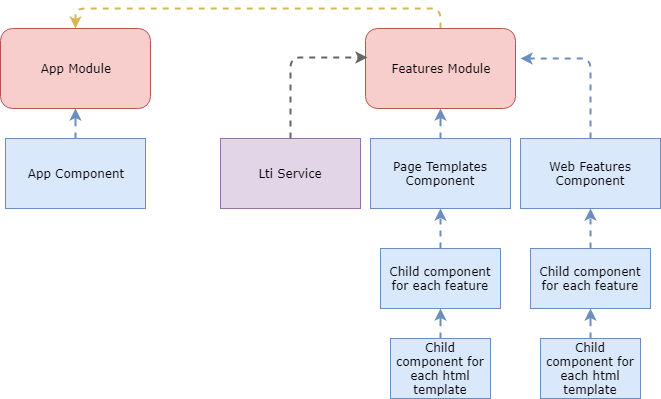 App Module
Features Module
App Component
Lti Service
Page Templates
Component
Web Features
Component
Child component
for each feature
Child component
for each feature
Child
component for
each html
template
Child
component for
each html
template